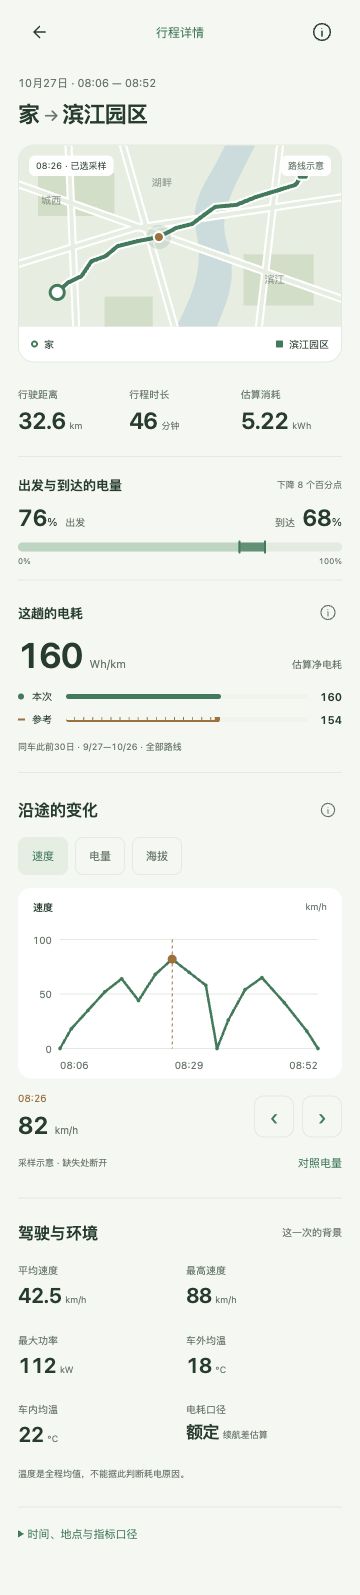 行程详情
10月27日 · 08:06 — 08:52
家 → 滨江园区
08:26 · 已选采样
路线示意
湖畔
城西
滨江
家
滨江园区
行驶距离 行程时长 估算消耗
32.6 km 46 分钟 5.22 kWh
出发与到达的电量 下降 8 个百分点
76% 出发 到达 68%
0% 100%
这趟的电耗
160 Wh/km 估算净电耗
本次 160
参考 154
同车此前30日 · 9/27—10/26 · 全部路线
沿途的变化
速度 电量 海拔
速度 km/h
100
50
0
08:06 08:29 08:52
08:26
82 km/h
采样示意 · 缺失处断开 对照电量
驾驶与环境 这一次的背景
平均速度 最高速度
42.5 km/h 88 km/h
最大功率 车外均温
112 kW 18 °C
车内均温 电耗口径
22 °C 额定 续航差估算
温度是全程均值，不能据此判断耗电原因。
时间、地点与指标口径